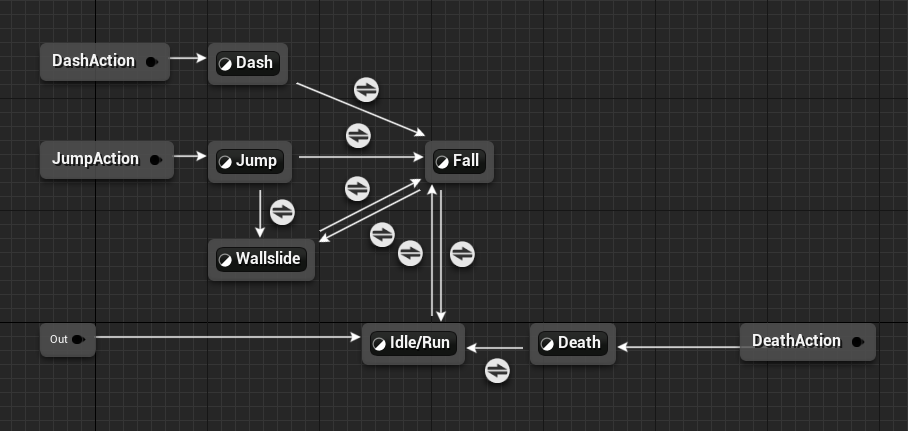 DashAction
Dash
JumpAction
Jump
Fall
Wallslide
Out
Idle/Run
Death
DeathAction